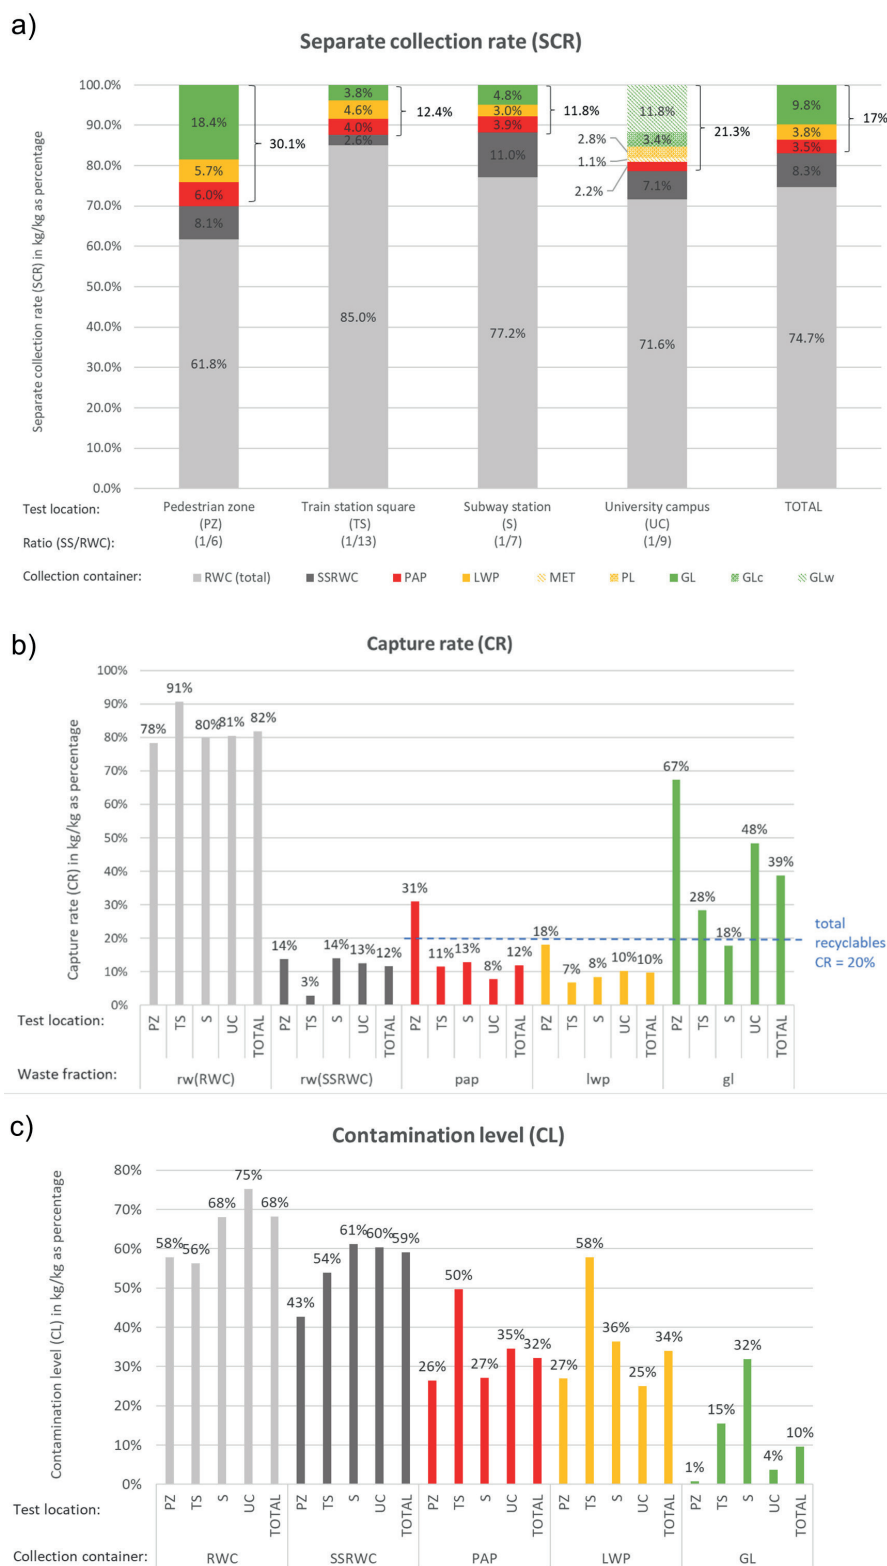 a)
Separate collection rate (SCR)
Separate collection rate (SCR) in kg/kg as percentage
100.0%
90.0%
80.0%
70.0%
60.0%
50.0%
40.0%
30.0%
20.0%
10.0%
0.0%
18.4%
5.7%
6.0%
8.1%
61.8%
30.1%
3.8%
4.6%
4.0%
2.6%
85.0%
12.4%
4.8%
3.0%
3.9%
11.0%
77.2%
11.8%
11.8%
3.4%
2.8%
1.1%
2.2%
7.1%
71.6%
21.3%
9.8%
3.8%
3.5%
8.3%
74.7%
17%
Test location: Pedestrian zone Train station square Subway station University campus TOTAL
(PZ) (TS) (S) (UC)
Ratio (SS/RWC): (1/6) (1/13) (1/7) (1/9)
Collection container: RWC (total) SSRWC PAP LWP MET PL GL GLc GLw
b)
Capture rate (CR)
Capture rate (CR) in kg/kg as percentage
100%
90%
80%
70%
60%
50%
40%
30%
20%
10%
0%
78% 91% 80% 81% 82%
14% 3% 14% 13% 12%
31% 11% 13% 8% 12%
18% 7% 8% 10% 10%
67% 28% 18% 48% 39%
total
recyclables
CR = 20%
Test location: PZ TS S UC TOTAL PZ TS S UC TOTAL PZ TS S UC TOTAL PZ TS S UC TOTAL PZ TS S UC TOTAL
Waste fraction: rw(RWC) rw(SSRWC) pap lwp gl
c)
Contamination level (CL)
Contamination level (CL) in kg/kg as percentage
80%
70%
60%
50%
40%
30%
20%
10%
0%
58% 56% 68% 75% 68%
43% 54% 61% 60% 59%
26% 50% 27% 35% 32%
27% 58% 36% 25% 34%
1% 15% 32% 4% 10%
Test location: PZ TS S UC TOTAL PZ TS S UC TOTAL PZ TS S UC TOTAL PZ TS S UC TOTAL PZ TS S UC TOTAL
Collection container: RWC SSRWC PAP LWP GL